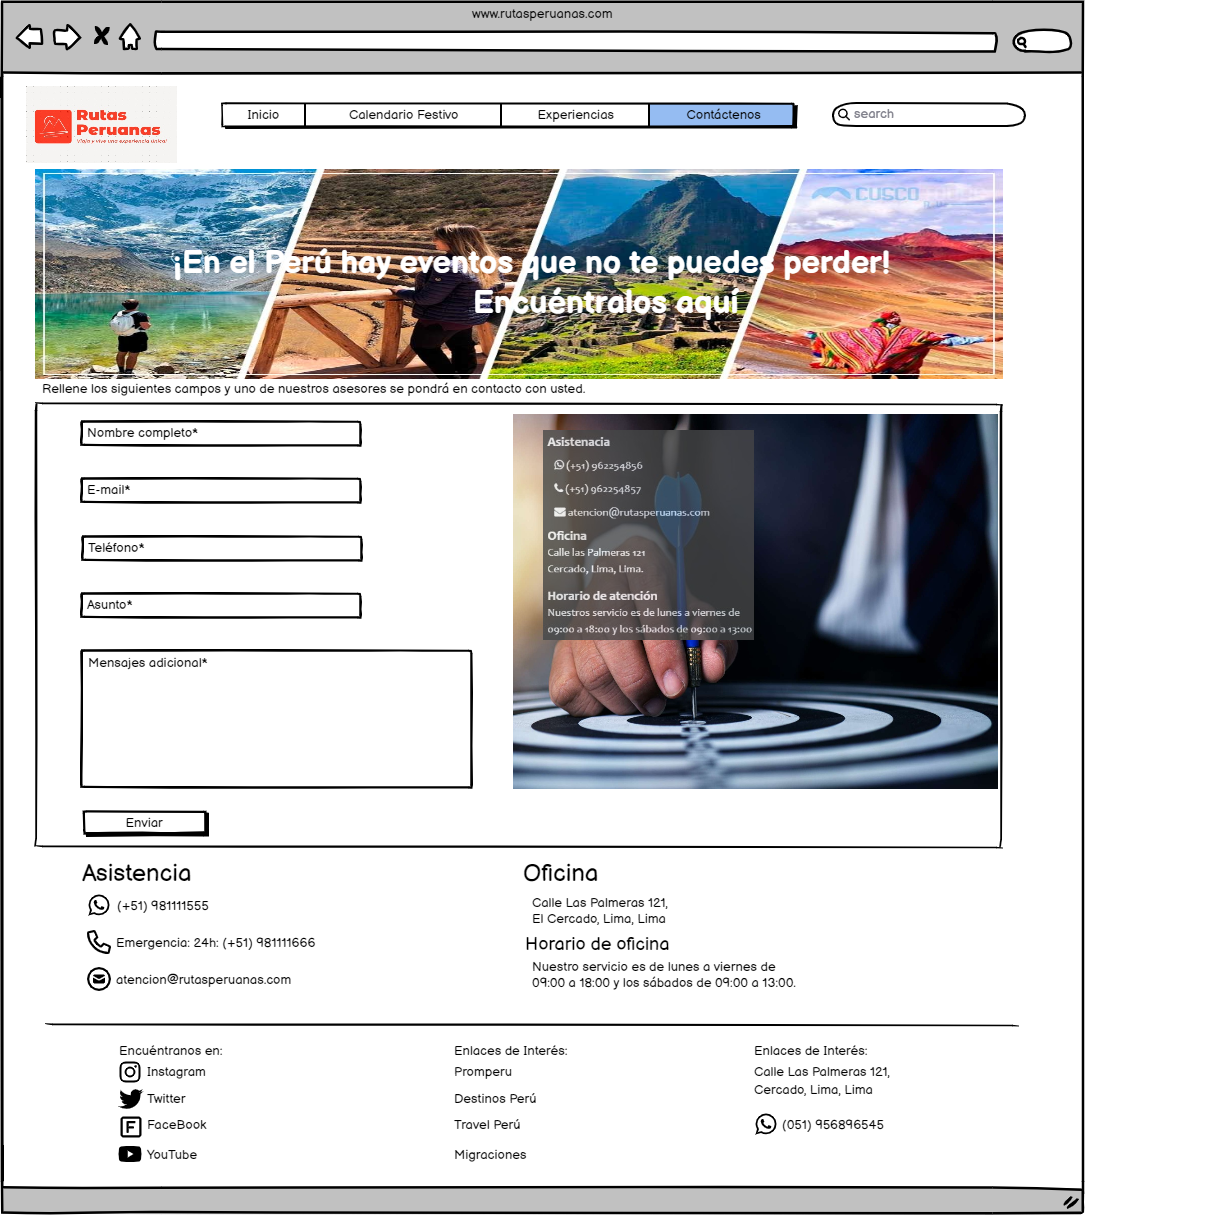 www.rutasperuanas.com
Rutas
Peruanas
Viaja y vive una experiencia única!
Inicio
Calendario Festivo
Experiencias
Contáctenos
search
CUSCO
¡En el Perú hay eventos que no te puedes perder!
Encuéntralos aquí
Rellene los siguientes campos y uno de nuestros asesores se pondrá en contacto con usted.
Nombre completo*
E-mail*
Teléfono*
Asunto*
Mensajes adicional*
Enviar
Asistenacia
(+51) 962254856
(+51) 962254857
atencion@rutasperuanas.com
Oficina
Calle las Palmeras 121
Cercado, Lima, Lima.
Horario de atención
Nuestros servicio es de lunes a viernes de
09:00 a 18:00 y los sábados de 09:00 a 13:00
Asistencia
(+51) 981111555
Emergencia: 24h: (+51) 981111666
atencion@rutasperuanas.com
Oficina
Calle Las Palmeras 121,
El Cercado, Lima, Lima
Horario de oficina
Nuestro servicio es de lunes a viernes de
09:00 a 18:00 y los sábados de 09:00 a 13:00.
Encuéntranos en:
Instagram
Twitter
FaceBook
YouTube
Enlaces de Interés:
Promperu
Destinos Perú
Travel Perú
Migraciones
Enlaces de Interés:
Calle Las Palmeras 121,
Cercado, Lima, Lima
(051) 956896545